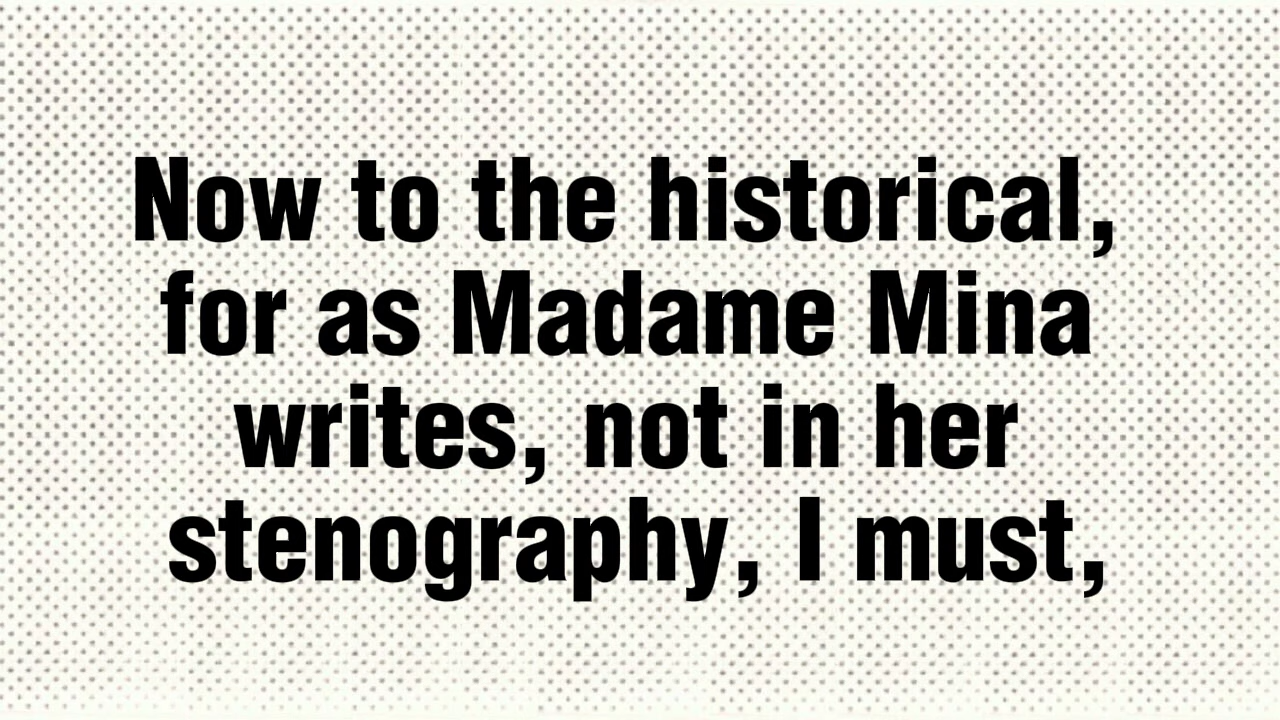 Now to the historical,
for as Madame Mina
writes, not in her
stenography, I must,